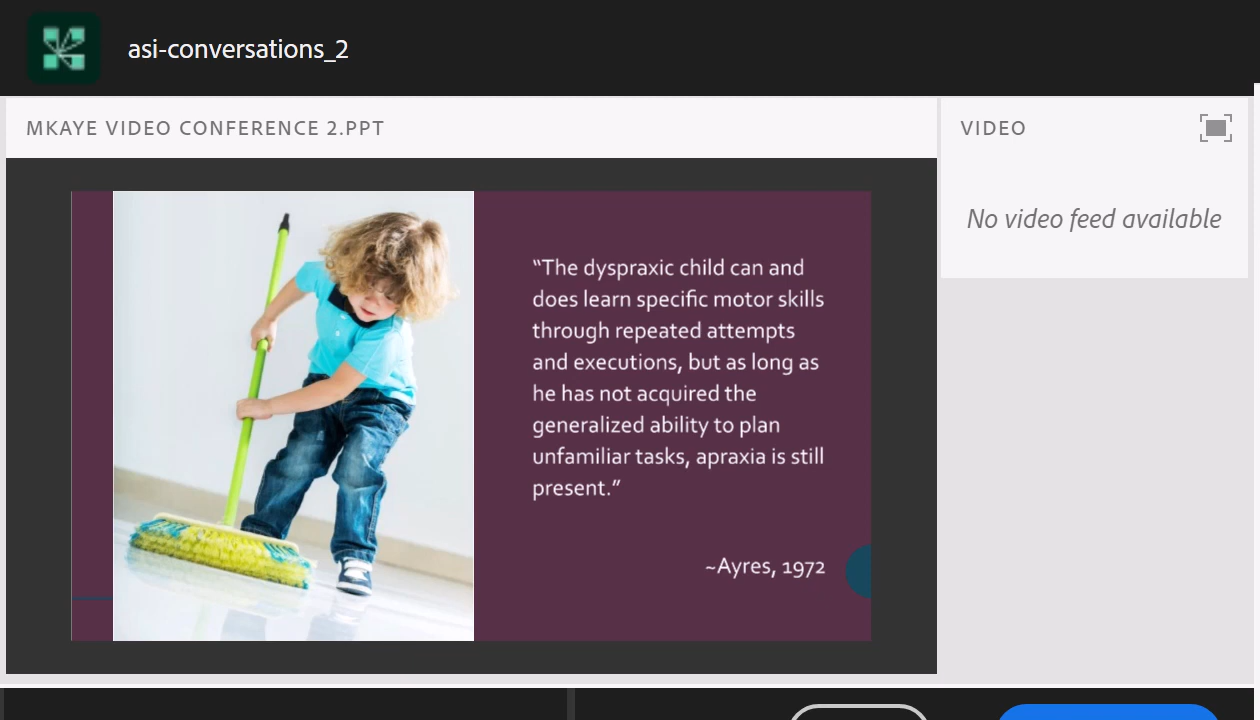 asi-conversations_2
MKAYE VIDEO CONFERENCE 2.PPT
VIDEO
No video feed available
“The dyspraxic child can and
does learn specific motor skills
through repeated attempts
and executions, but as long as
he has not acquired the
generalized ability to plan
unfamiliar tasks, apraxia is still
present.”
~Ayres, 1972